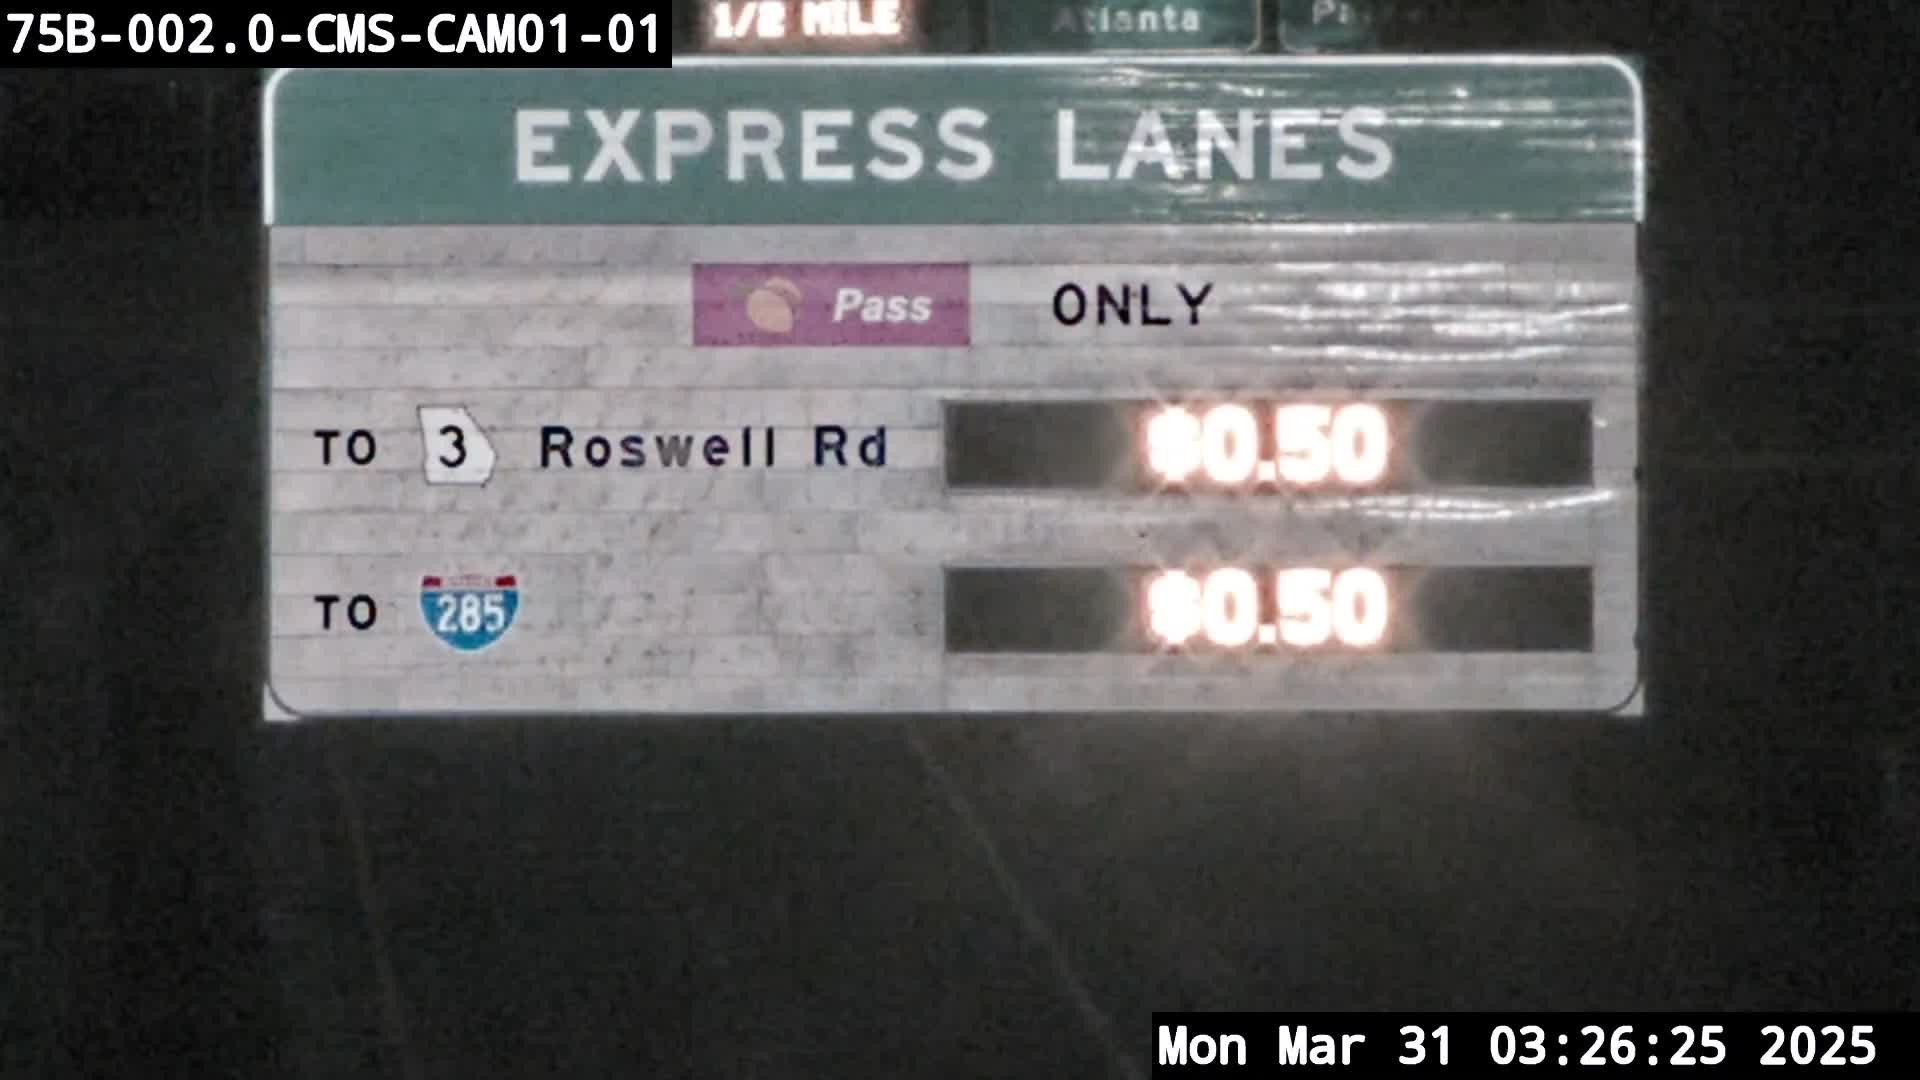 75B-002.0-CMS-CAM01-01
1/2 MILE
Atlanta
EXPRESS LANES
Pass ONLY
TO 3 Roswell Rd $0.50
TO 285 $0.50
Mon Mar 31 03:26:25 2025